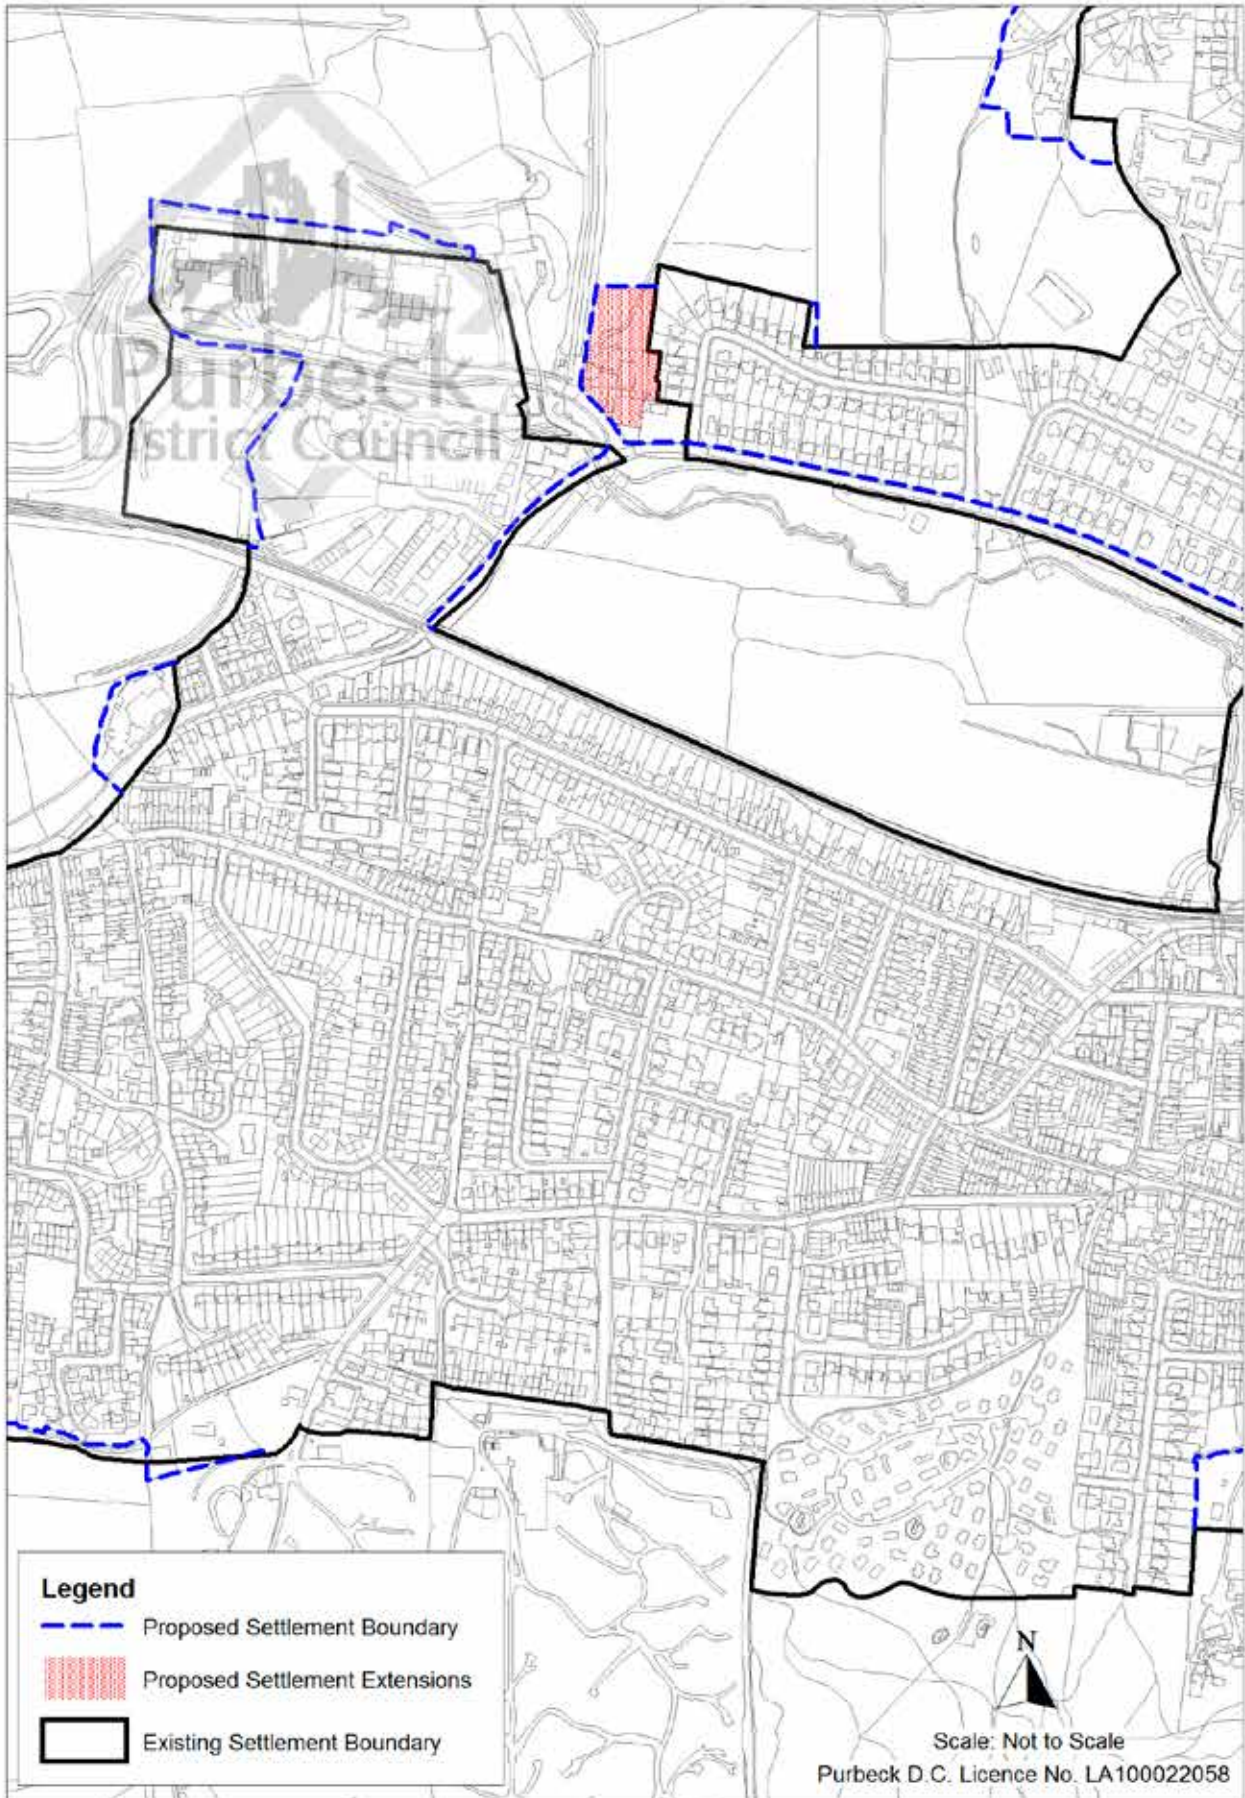 Purbeck
District Council
Legend
Proposed Settlement Boundary
Proposed Settlement Extensions
Existing Settlement Boundary
N
Scale: Not to Scale
Purbeck D.C. Licence No. LA100022058